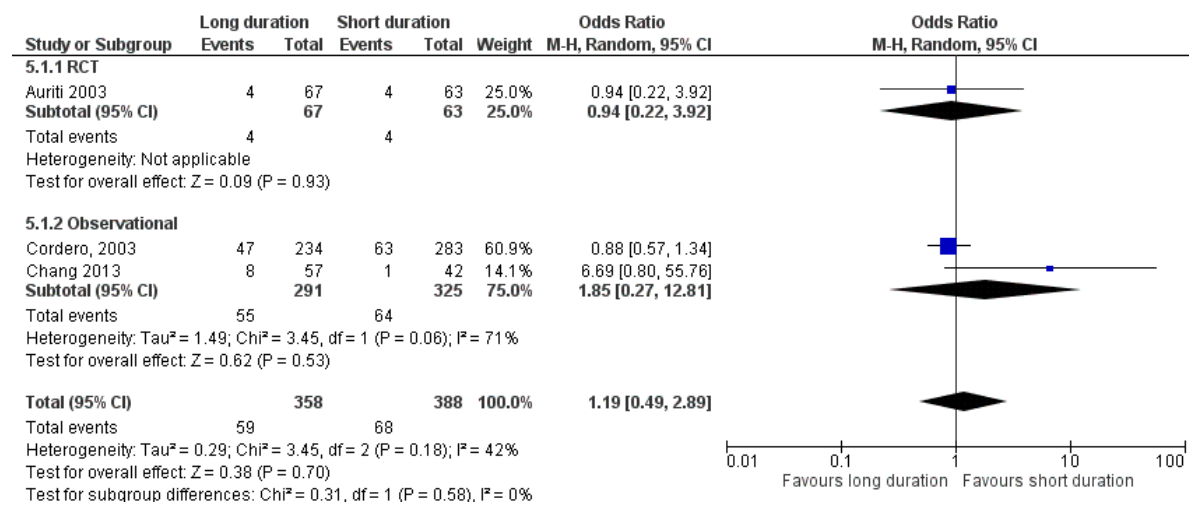 Long duration Short duration Odds Ratio Odds Ratio
Study or Subgroup Events Total Events Total Weight M-H, Random, 95% CI M-H, Random, 95% CI
5.1.1 RCT
Auriti 2003 4 67 4 63 25.0% 0.94 [0.22, 3.92]
Subtotal (95% CI) 67 63 25.0% 0.94 [0.22, 3.92]
Total events 4 4
Heterogeneity: Not applicable
Test for overall effect: Z = 0.09 (P = 0.93)
5.1.2 Observational
Cordero, 2003 47 234 63 283 60.9% 0.88 [0.57, 1.34]
Chang 2013 8 57 1 42 14.1% 6.69 [0.80, 55.76]
Subtotal (95% CI) 291 325 75.0% 1.85 [0.27, 12.81]
Total events 55 64
Heterogeneity: Tau² = 1.49; Chi² = 3.45, df = 1 (P = 0.06); I² = 71%
Test for overall effect: Z = 0.62 (P = 0.53)
Total (95% CI) 358 388 100.0% 1.19 [0.49, 2.89]
Total events 59 68
Heterogeneity: Tau² = 0.29; Chi² = 3.45, df = 2 (P = 0.18); I² = 42%
Test for overall effect: Z = 0.38 (P = 0.70)
Test for subgroup differences: Chi² = 0.31, df = 1 (P = 0.58), I² = 0%
0.01 0.1 1 10 100
Favours long duration Favours short duration